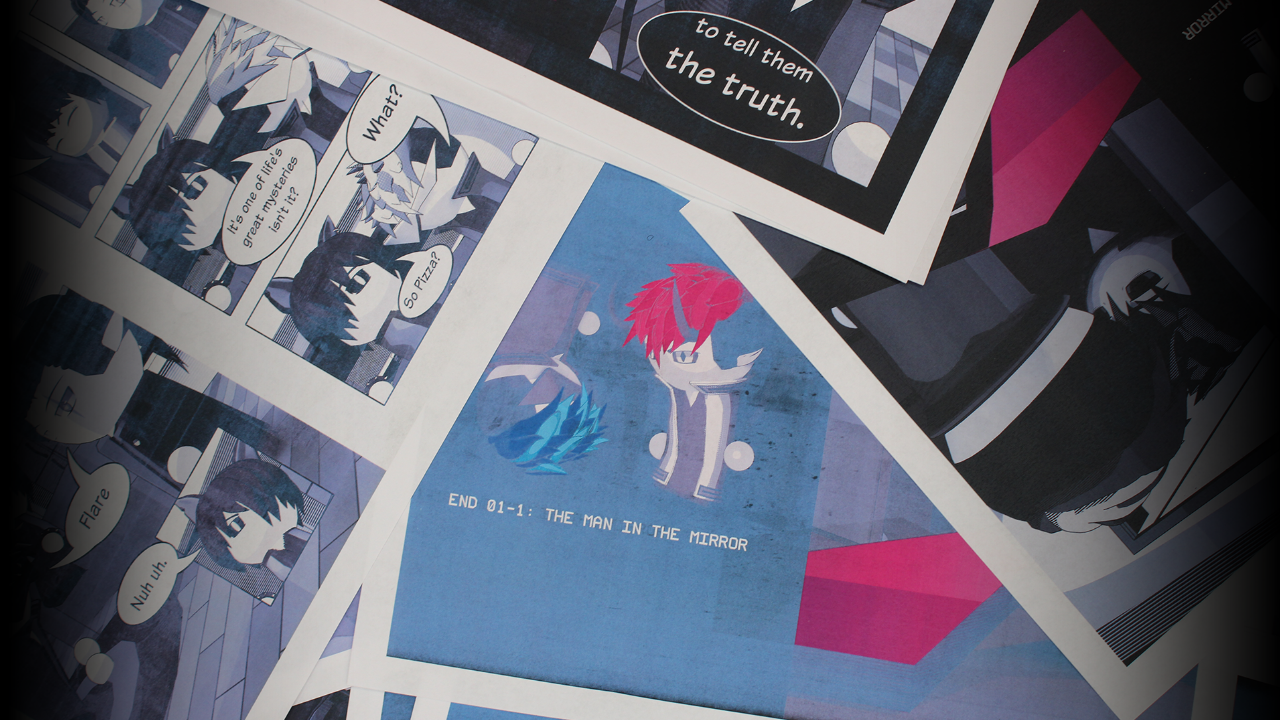 to tell them
the truth.
MIRROR
What?
It's one of life's
great mysteries
isn't it?
So Pizza?
END 01-1: THE MAN IN THE MIRROR
Flare
Nuh uh.